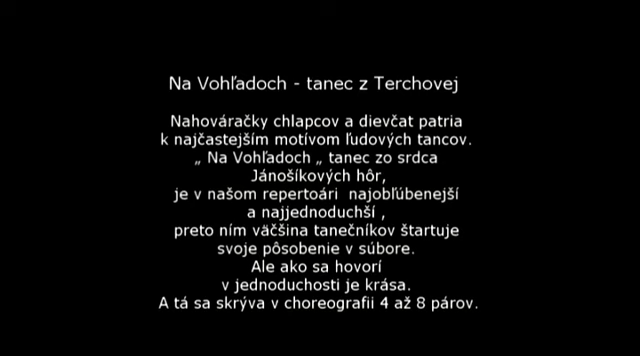 Na Vohľadoch - tanec z Terchovej
Nahováračky chlapcov a dievčat patria
k najčastejším motívom ľudových tancov.
„ Na Vohľadoch „ tanec zo srdca
Jánošíkových hôr,
je v našom repertoári najobľúbenejší
a najjednoduchší ,
preto ním väčšina tanečníkov štartuje
svoje pôsobenie v súbore.
Ale ako sa hovorí
v jednoduchosti je krása.
A tá sa skrýva v choreografii 4 až 8 párov.